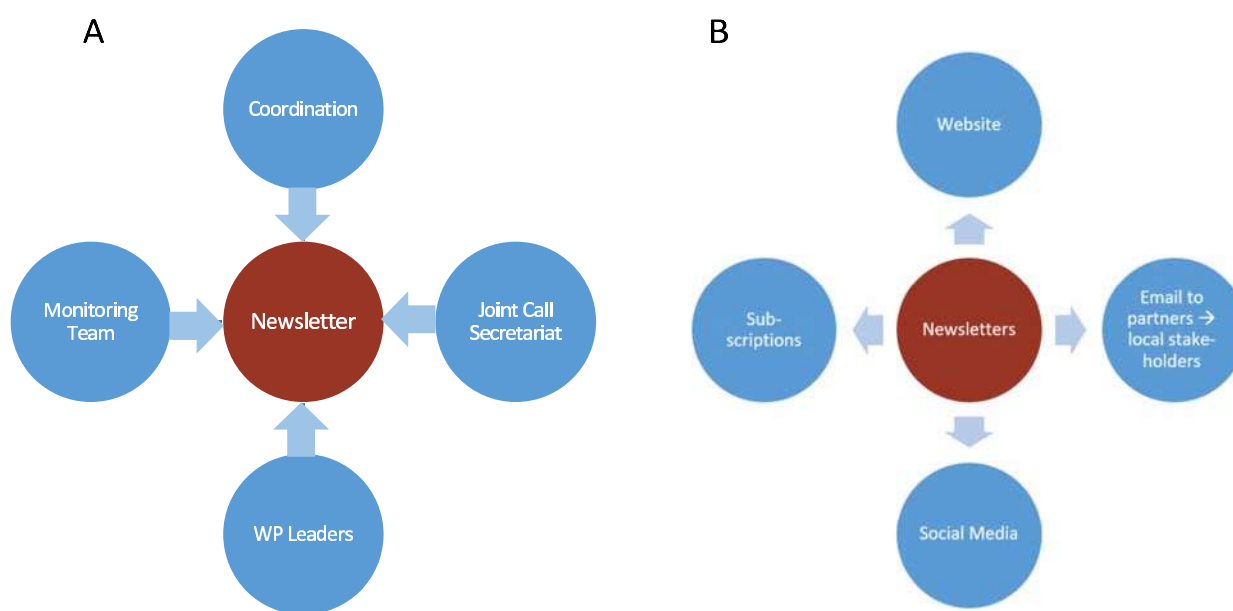 A
Coordination
Monitoring
Team
Newsletter
Joint Call
Secretariat
WP Leaders
B
Website
Sub-
scriptions
Newsletters
Email to
partners →
local stake-
holders
Social Media